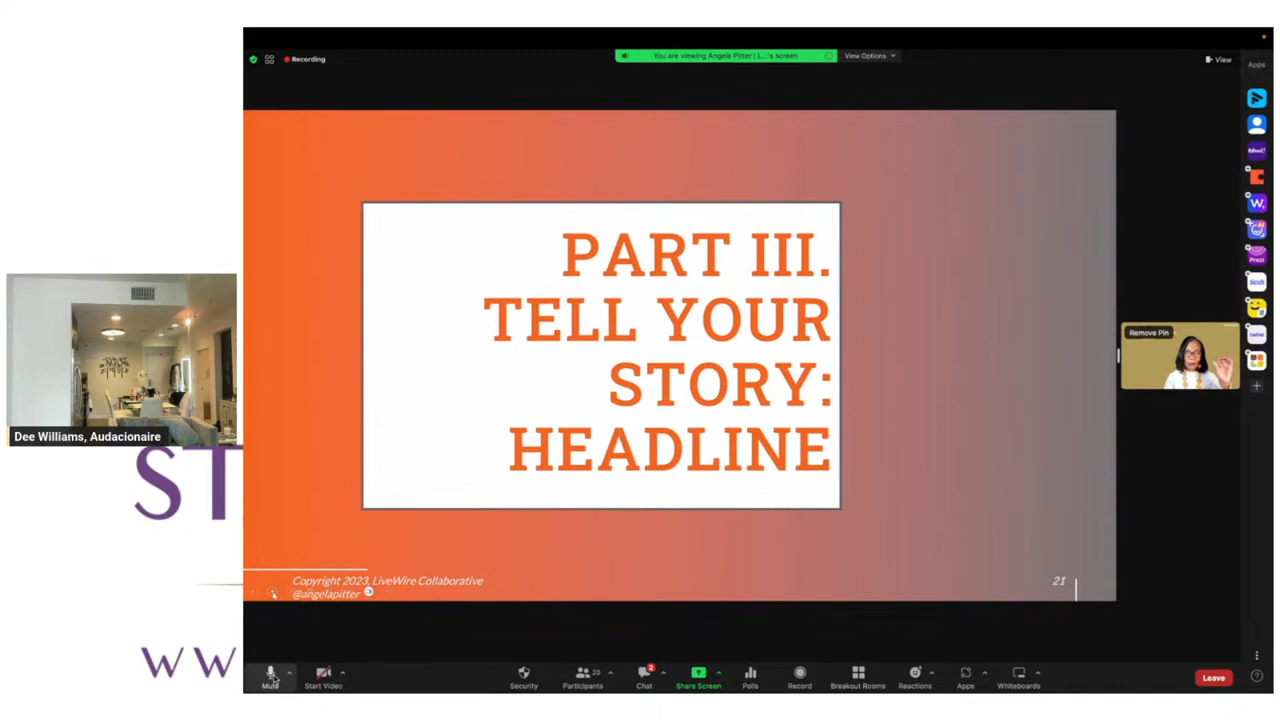 Recording
You are viewing Angela Pitter | L...'s screen
View Options
View
Apps
PART III.
TELL YOUR
STORY:
HEADLINE
Remove Pin
Dee Williams, Audacionaire
ST
Copyright 2023, LiveWire Collaborative
@angelapitter
21
WW
Mute
Start Video
Security
20
Participants
2
Chat
Share Screen
Polls
Record
Breakout Rooms
Reactions
Apps
Whiteboards
Leave
Prezi